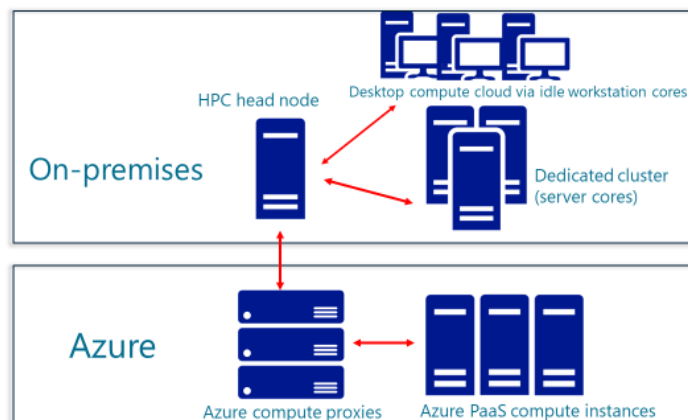 Desktop compute cloud via idle workstation cores
HPC head node
On-premises
Dedicated cluster
(server cores)
Azure
Azure compute proxies
Azure PaaS compute instances